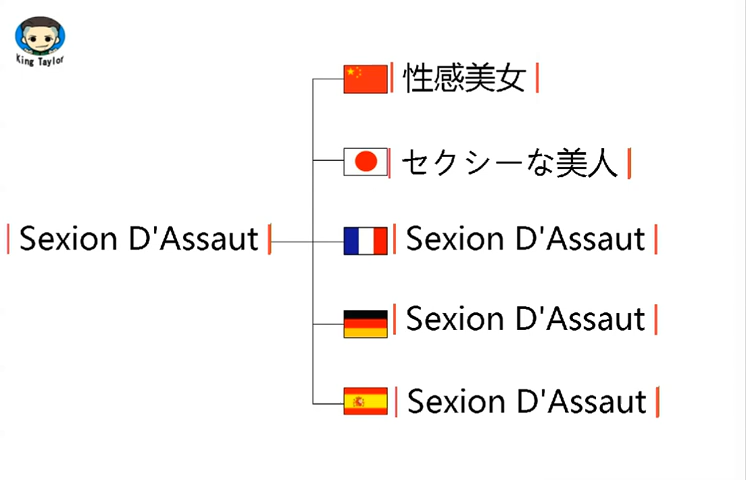 King Taylor
性感美女
セクシーな美人
Sexion D'Assaut
Sexion D'Assaut
Sexion D'Assaut
Sexion D'Assaut